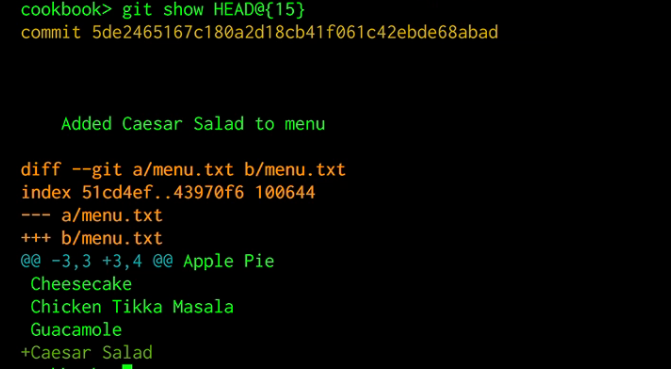 cookbook> git show HEAD@{15}
commit 5de2465167c180a2d18cb41f061c42ebde68abad
Added Caesar Salad to menu
diff --git a/menu.txt b/menu.txt
index 51cd4ef..43970f6 100644
--- a/menu.txt
+++ b/menu.txt
@@ -3,3 +3,4 @@ Apple Pie
Cheesecake
Chicken Tikka Masala
Guacamole
+Caesar Salad